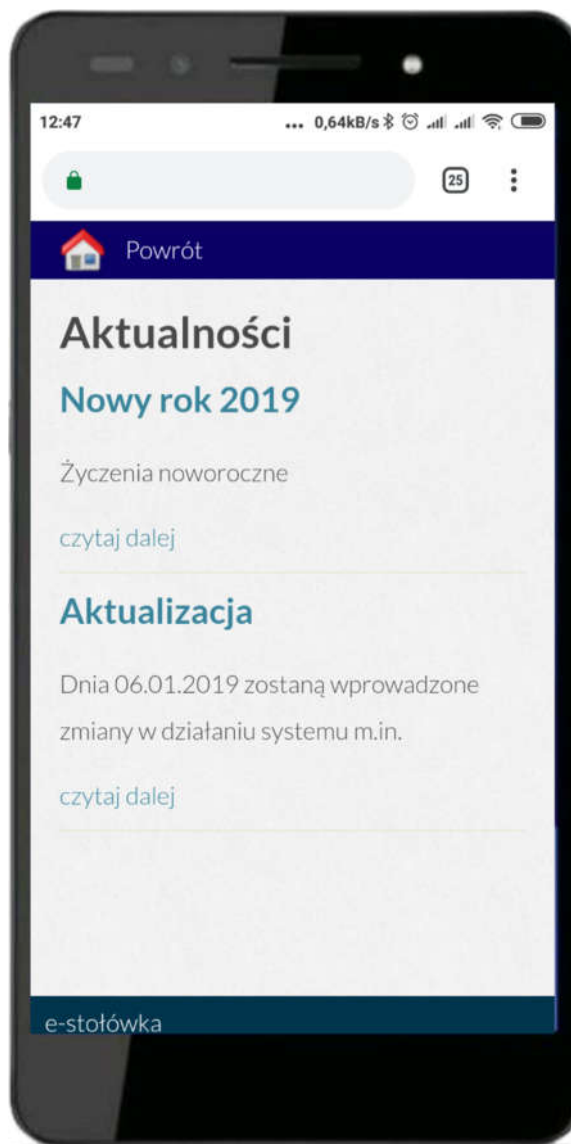 12:47
... 0,64kB/s
25
Powrót
Aktualności
Nowy rok 2019
Życzenia noworoczne
czytaj dalej
Aktualizacja
Dnia 06.01.2019 zostaną wprowadzone
zmiany w działaniu systemu m.in.
czytaj dalej
e-stołówka